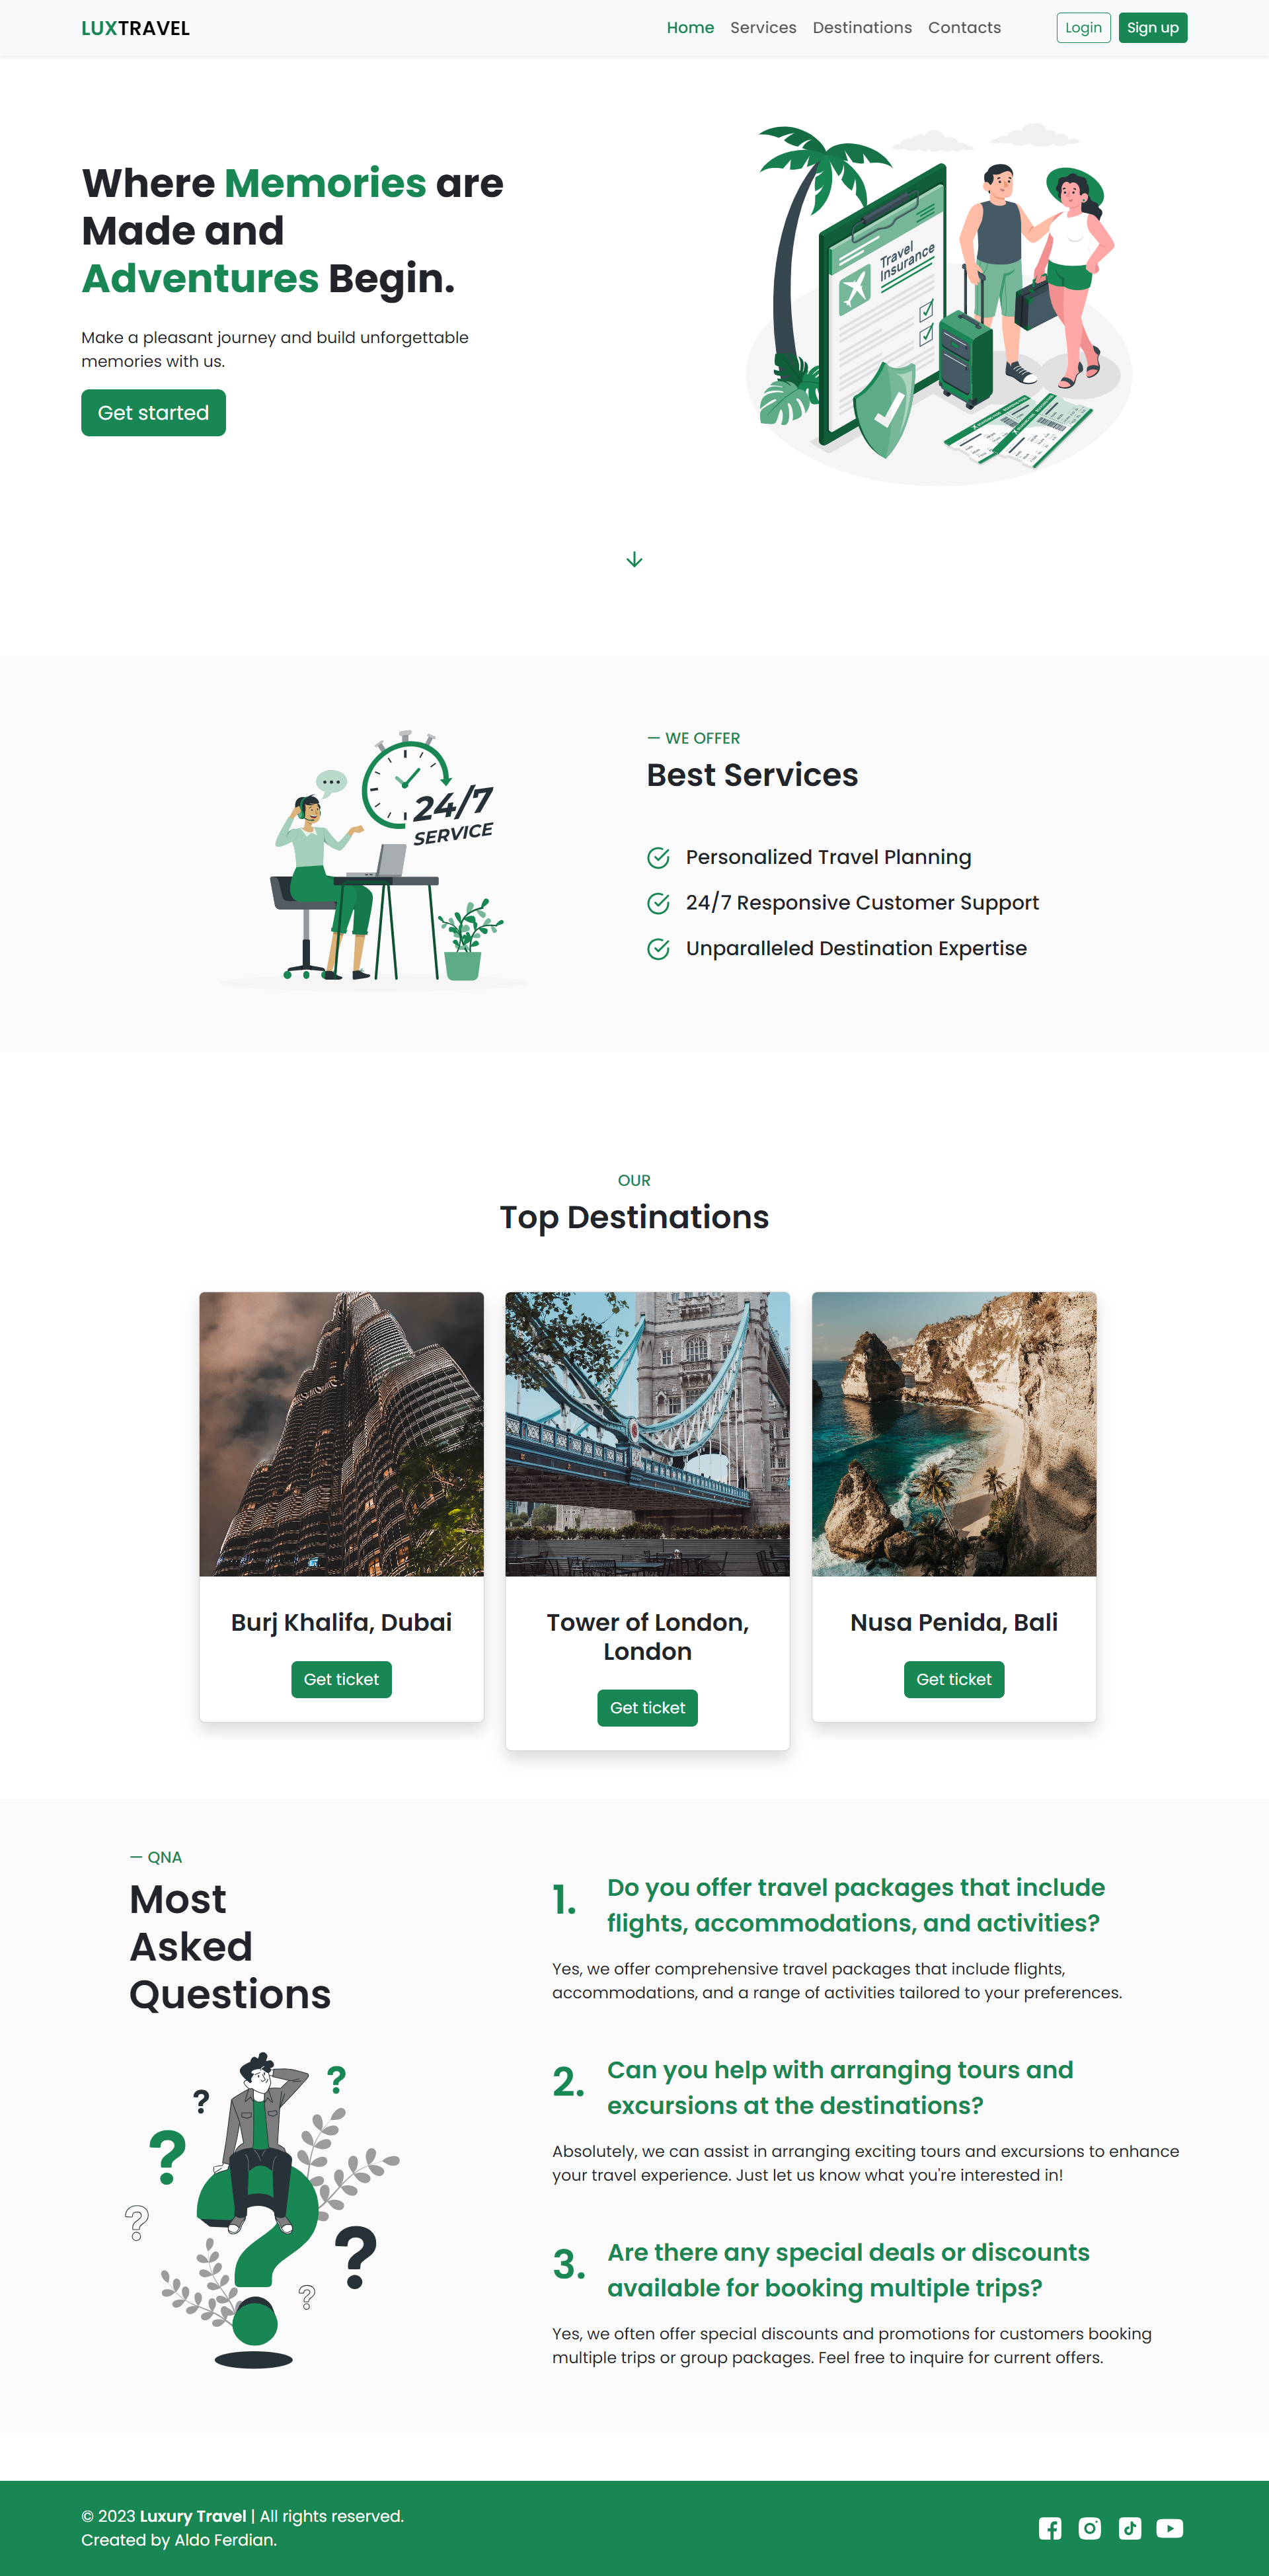 LUXTRAVEL
Home Services Destinations Contacts Login Sign up
Where Memories are
Made and
Adventures Begin.
Make a pleasant journey and build unforgettable
memories with us.
Get started
Travel
Insurance
— WE OFFER
Best Services
24/7
SERVICE
Personalized Travel Planning
24/7 Responsive Customer Support
Unparalleled Destination Expertise
OUR
Top Destinations
Burj Khalifa, Dubai
Get ticket
Tower of London,
London
Get ticket
Nusa Penida, Bali
Get ticket
— QNA
Most
Asked
Questions
? ? ? ? ? ? ?
1. Do you offer travel packages that include
flights, accommodations, and activities?
Yes, we offer comprehensive travel packages that include flights,
accommodations, and a range of activities tailored to your preferences.
2. Can you help with arranging tours and
excursions at the destinations?
Absolutely, we can assist in arranging exciting tours and excursions to enhance
your travel experience. Just let us know what you're interested in!
3. Are there any special deals or discounts
available for booking multiple trips?
Yes, we often offer special discounts and promotions for customers booking
multiple trips or group packages. Feel free to inquire for current offers.
© 2023 Luxury Travel | All rights reserved.
Created by Aldo Ferdian.